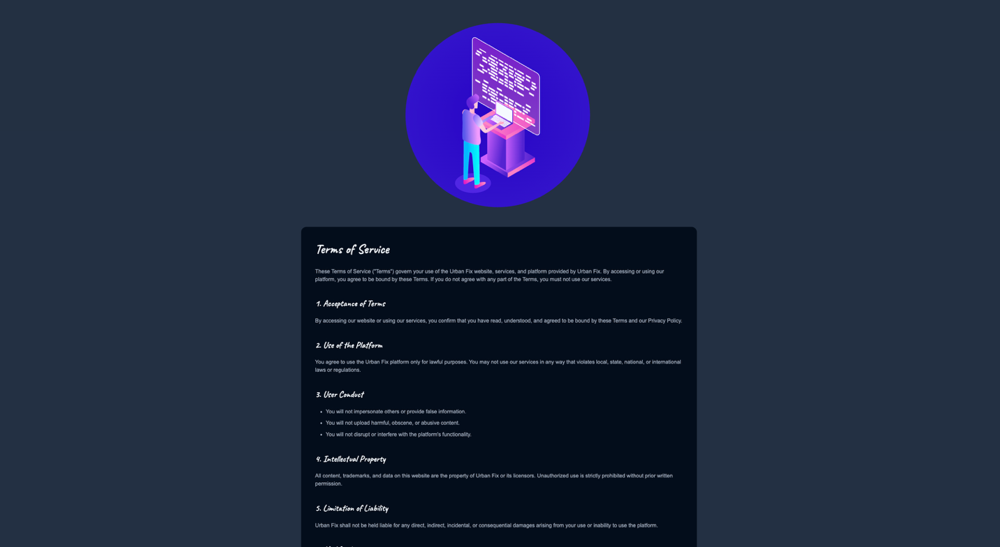 Terms of Service
These Terms of Service ("Terms") govern your use of the Urban Fix website, services, and platform provided by Urban Fix. By accessing or using our
platform, you agree to be bound by these Terms. If you do not agree with any part of the Terms, you must not use our services.
1. Acceptance of Terms
By accessing our website or using our services, you confirm that you have read, understood, and agreed to be bound by these Terms and our Privacy Policy.
2. Use of the Platform
You agree to use the Urban Fix platform only for lawful purposes. You may not use our services in any way that violates local, state, national, or international
laws or regulations.
3. User Conduct
• You will not impersonate others or provide false information.
• You will not upload harmful, obscene, or abusive content.
• You will not disrupt or interfere with the platform's functionality.
4. Intellectual Property
All content, trademarks, and data on this website are the property of Urban Fix or its licensors. Unauthorized use is strictly prohibited without prior written
permission.
5. Limitation of Liability
Urban Fix shall not be held liable for any direct, indirect, incidental, or consequential damages arising from your use or inability to use the platform.